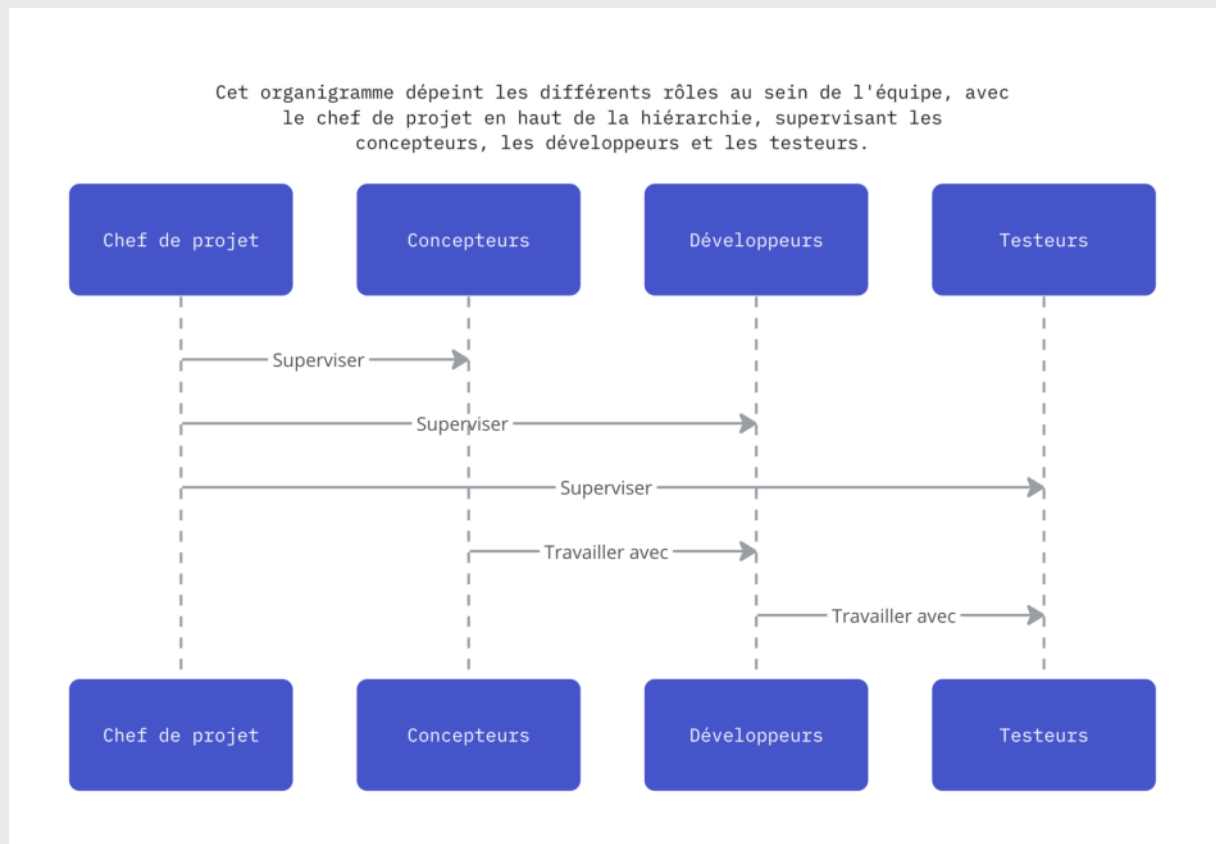 Cet organigramme dépeint les différents rôles au sein de l'équipe, avec
le chef de projet en haut de la hiérarchie, supervisant les
concepteurs, les développeurs et les testeurs.
Chef de projet
Concepteurs
Développeurs
Testeurs
Superviser
Superviser
Superviser
Travailler avec
Travailler avec
Chef de projet
Concepteurs
Développeurs
Testeurs